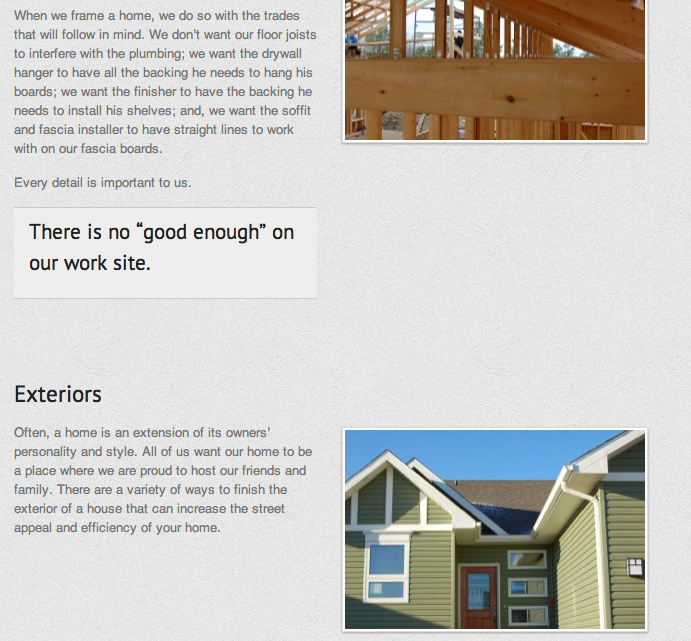 When we frame a home, we do so with the trades
that will follow in mind. We don't want our floor joists
to interfere with the plumbing; we want the drywall
hanger to have all the backing he needs to hang his
boards; we want the finisher to have the backing he
needs to install his shelves; and, we want the soffit
and fascia installer to have straight lines to work
with on our fascia boards.
Every detail is important to us.
There is no “good enough” on
our work site.
Exteriors
Often, a home is an extension of its owners’
personality and style. All of us want our home to be
a place where we are proud to host our friends and
family. There are a variety of ways to finish the
exterior of a house that can increase the street
appeal and efficiency of your home.